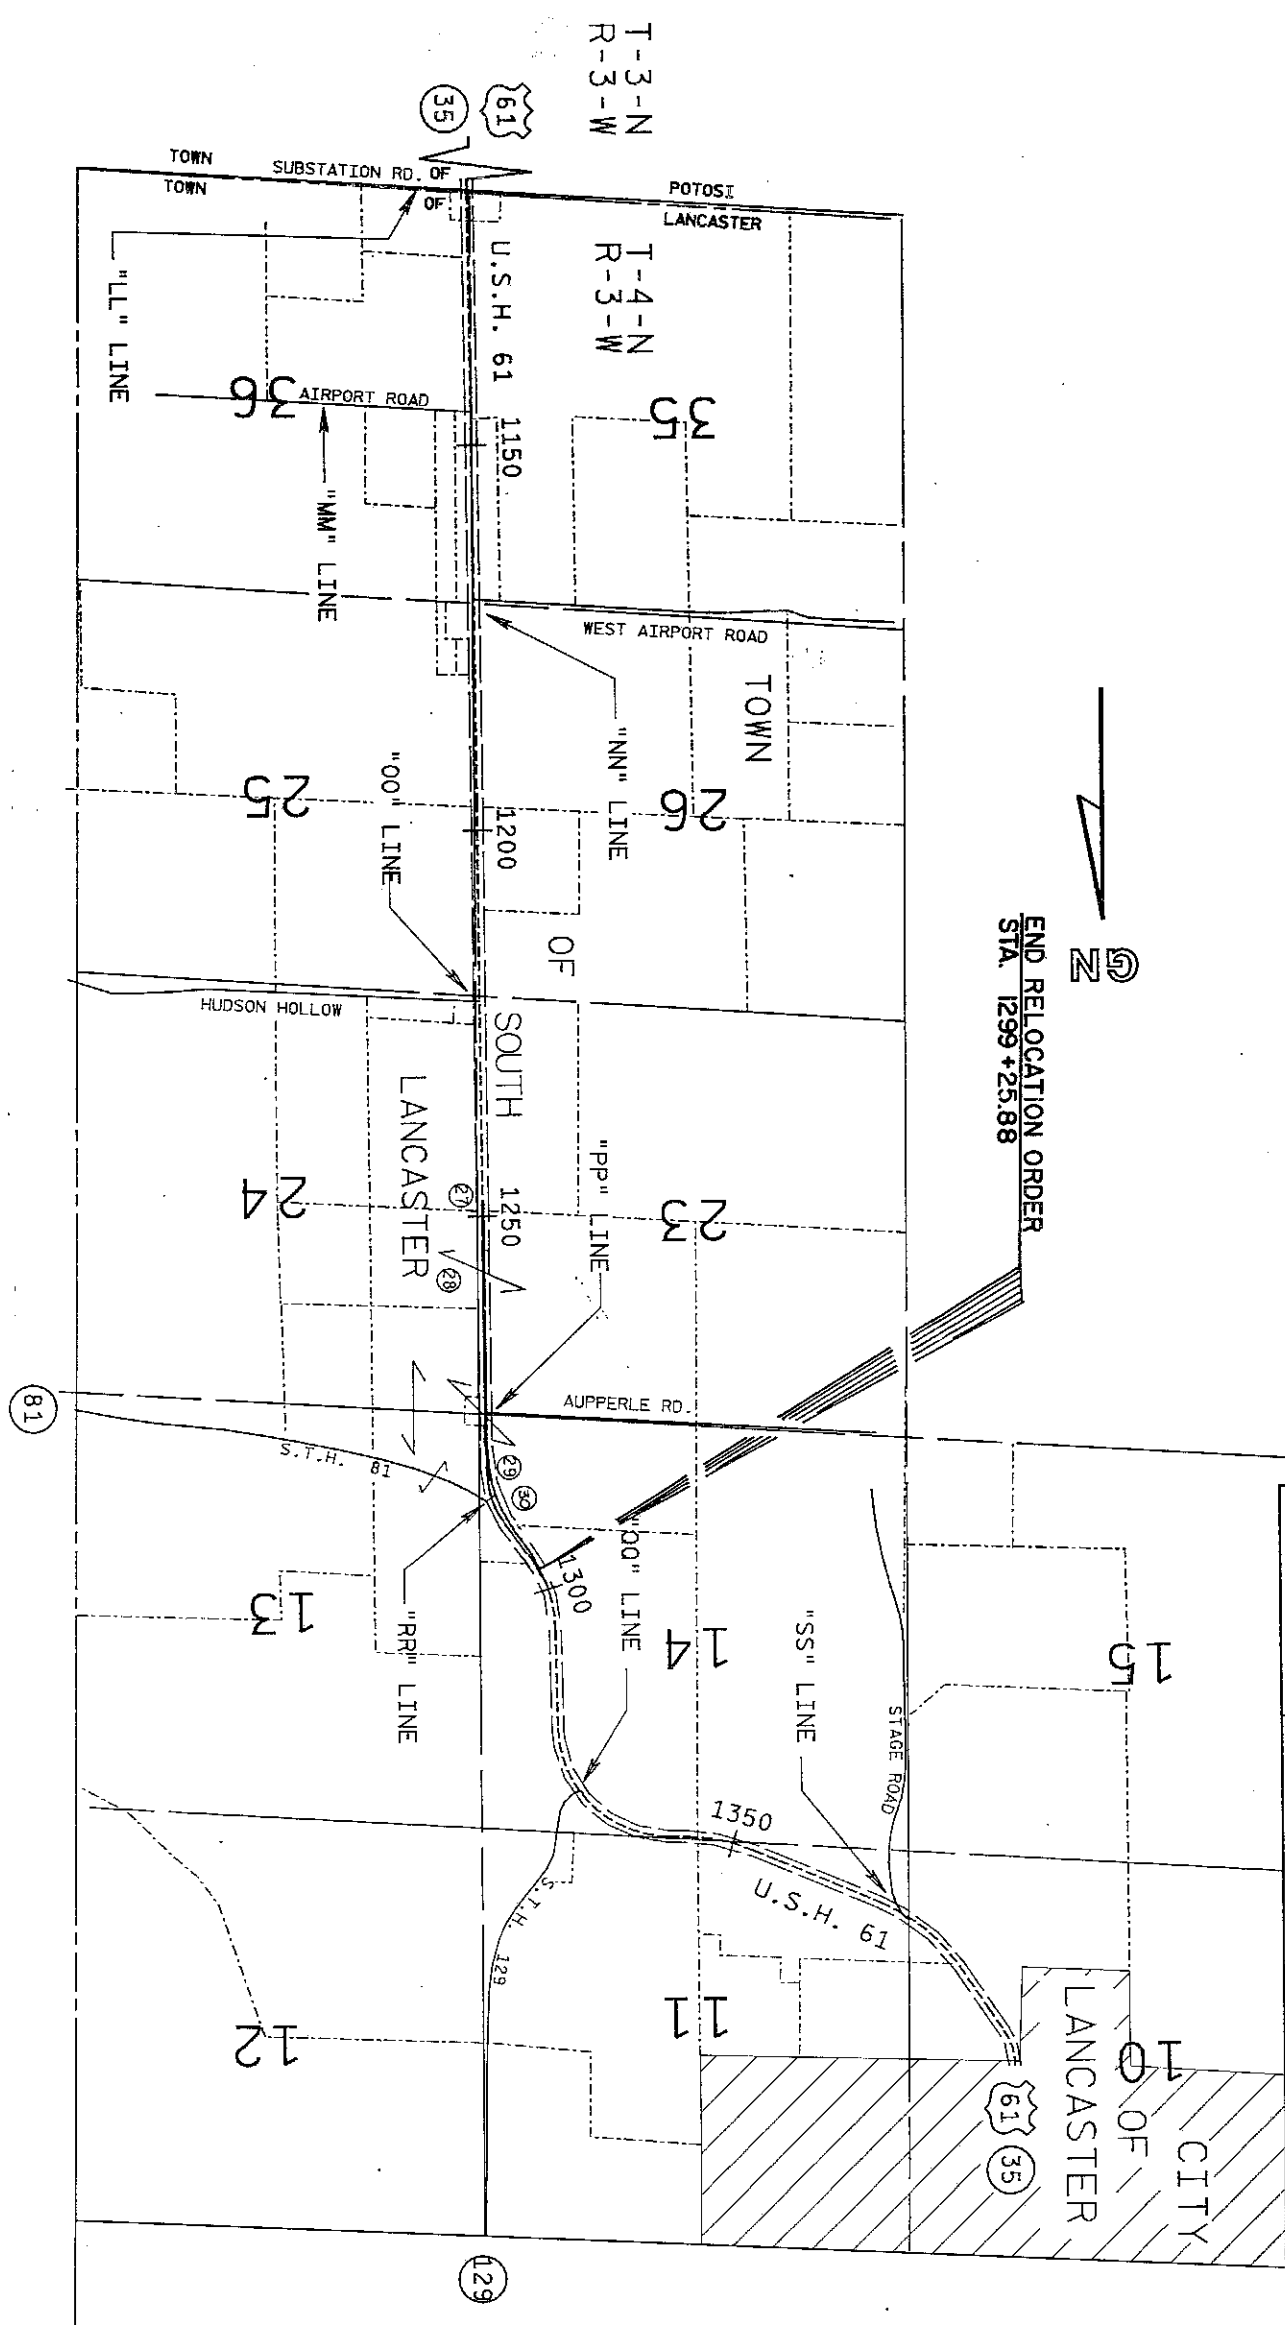 T-3-N
R-3-W
61
35
TOWN
SUBSTATION RD. OF
POTOSI
TOWN
OF
LANCASTER
T-4-N
R-3-W
U.S.H. 61
"LL" LINE
36
AIRPORT ROAD
35
1150
"MM" LINE
WEST AIRPORT ROAD
TOWN
"NN" LINE
25
26
"OO" LINE
1200
OF
GN
END RELOCATION ORDER
STA. 1299+25.88
HUDSON HOLLOW
SOUTH
LANCASTER
"PP" LINE
24
27
1250
23
28
AUPPERLE RD.
81
S.T.H. 81
29
30
"QQ" LINE
1300
13
"RR" LINE
14
"SS" LINE
15
STAGE ROAD
1350
U.S.H. 61
S.T.H. 129
12
11
10
CITY
OF
LANCASTER
61
35
129